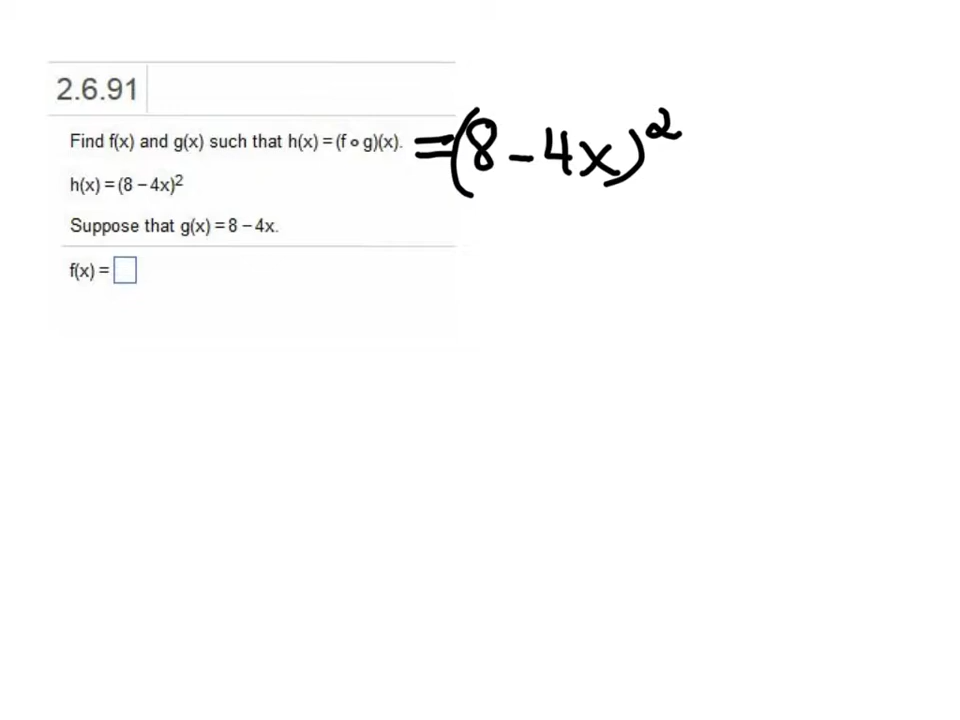 2.6.91
Find f(x) and g(x) such that h(x) = (f ∘ g)(x). = (8 - 4x)²
h(x) = (8 - 4x)²
Suppose that g(x) = 8 - 4x.
f(x) =